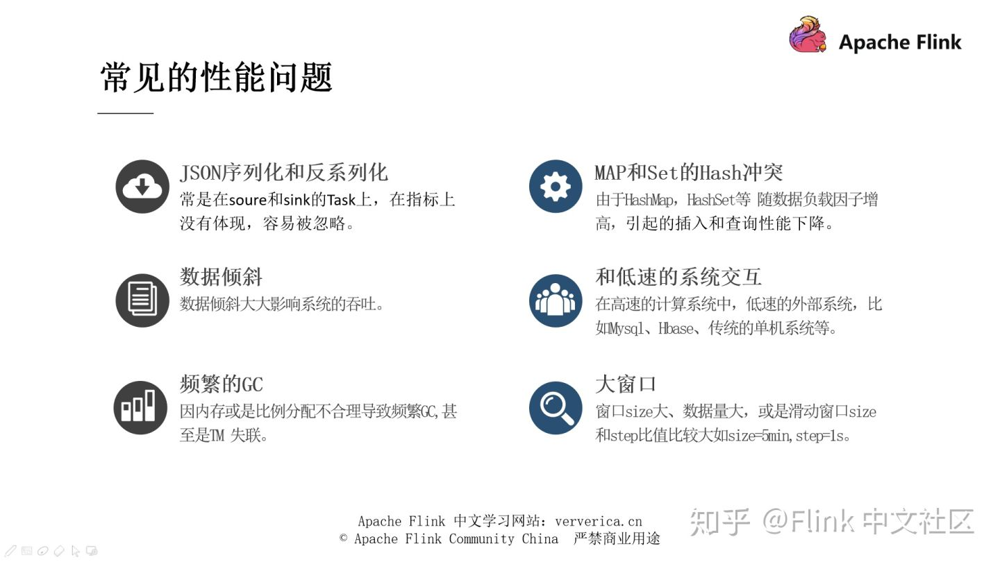 Apache Flink
常见的性能问题
JSON序列化和反系列化
常是在soure和sink的Task上，在指标上
没有体现，容易被忽略。
MAP和Set的Hash冲突
由于HashMap，HashSet等 随数据负载因子增
高，引起的插入和查询性能下降。
数据倾斜
数据倾斜大大影响系统的吞吐。
和低速的系统交互
在高速的计算系统中，低速的外部系统，比
如Mysql、Hbase、传统的单机系统等。
频繁的GC
因内存或是比例分配不合理导致频繁GC,甚
至是TM 失联。
大窗口
窗口size大、数据量大，或是滑动窗口size
和step比值比较大如size=5min,step=1s。
Apache Flink 中文学习网站：ververica.cn
© Apache Flink Community China 严禁商业用途
知乎 @Flink 中文社区